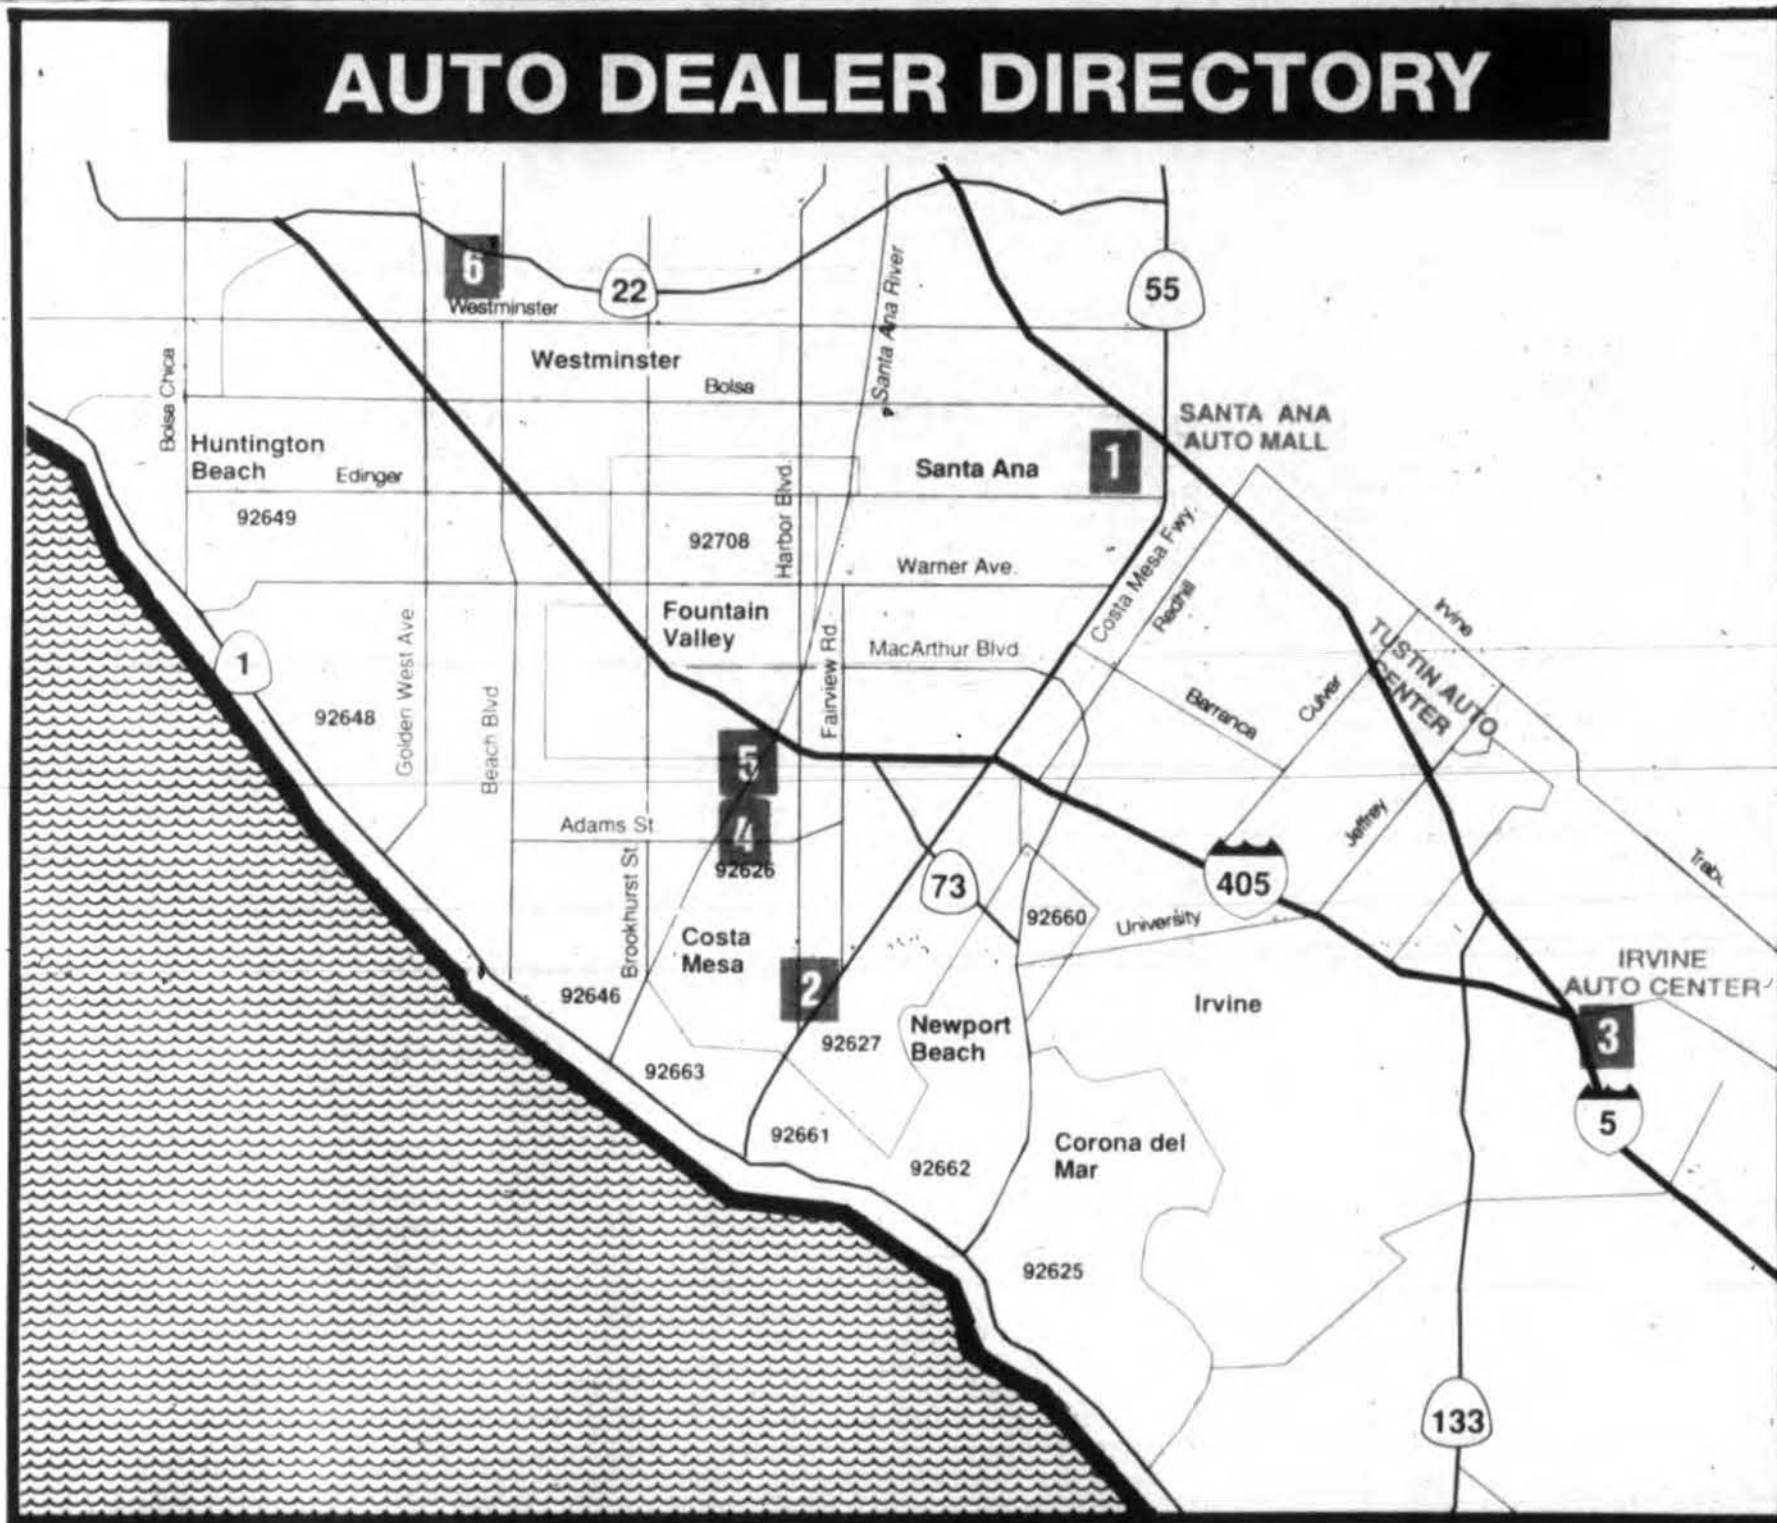 AUTO DEALER DIRECTORY
6
22
55
Westminster
Santa Ana River
Westminster
Bolsa
Bolsa Chica
SANTA ANA
AUTO MALL
Huntington
Beach
Edinger
Santa Ana
1
92649
92708
Harbor Blvd.
Warner Ave.
Costa Mesa Fwy.
Redhill
Irvine
Fountain
Valley
MacArthur Blvd.
Fairview Rd
TUSTIN AUTO
CENTER
1
92648
Golden West Ave
Beach Blvd
Barranca
Culver
5
4
Adams St
92626
Jeffrey
73
405
Brookhurst St.
92660
University
Costa
Mesa
2
92646
Irvine
IRVINE
AUTO CENTER
3
92627
Newport
Beach
92663
5
92661
92662
Corona del
Mar
92625
133